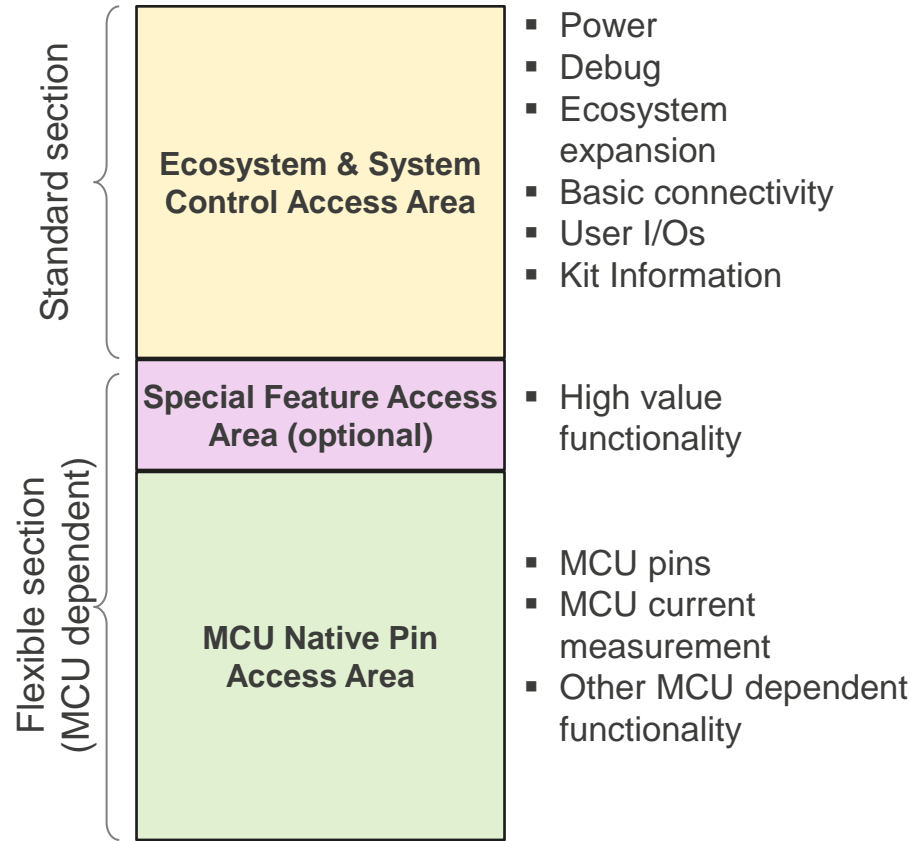 Standard section
Ecosystem & System
Control Access Area
▪ Power
▪ Debug
▪ Ecosystem
expansion
▪ Basic connectivity
▪ User I/Os
▪ Kit Information
Flexible section
(MCU dependent)
Special Feature Access
Area (optional)
▪ High value
functionality
MCU Native Pin
Access Area
▪ MCU pins
▪ MCU current
measurement
▪ Other MCU dependent
functionality